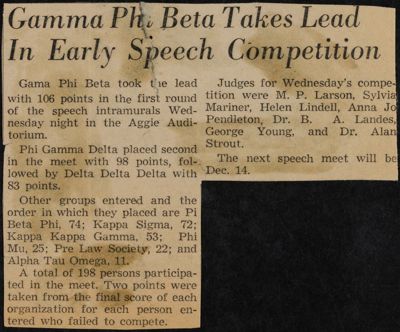 Gamma Phi Beta Takes Lead
In Early Speech Competition
Gama Phi Beta took the lead
with 106 points in the first round
of the speech intramurals Wed-
nesday night in the Aggie Audi-
torium.
Phi Gamma Delta placed second
in the meet with 98 points, fol-
lowed by Delta Delta Delta with
83 points.
Other groups entered and the
order in which they placed are Pi
Beta Phi, 74; Kappa Sigma, 72;
Kappa Kappa Gamma, 53; Phi
Mu, 25; Pre Law Society, 22; and
Alpha Tau Omega, 11.
A total of 198 persons participa-
ted in the meet. Two points were
taken from the final score of each
organization for each person en-
tered who failed to compete.
Judges for Wednesday's compe-
tition were M. P. Larson, Sylvia
Mariner, Helen Lindell, Anna Jo
Pendleton, Dr. B. A. Landes,
George Young, and Dr. Alan
Strout.
The next speech meet will be
Dec. 14.